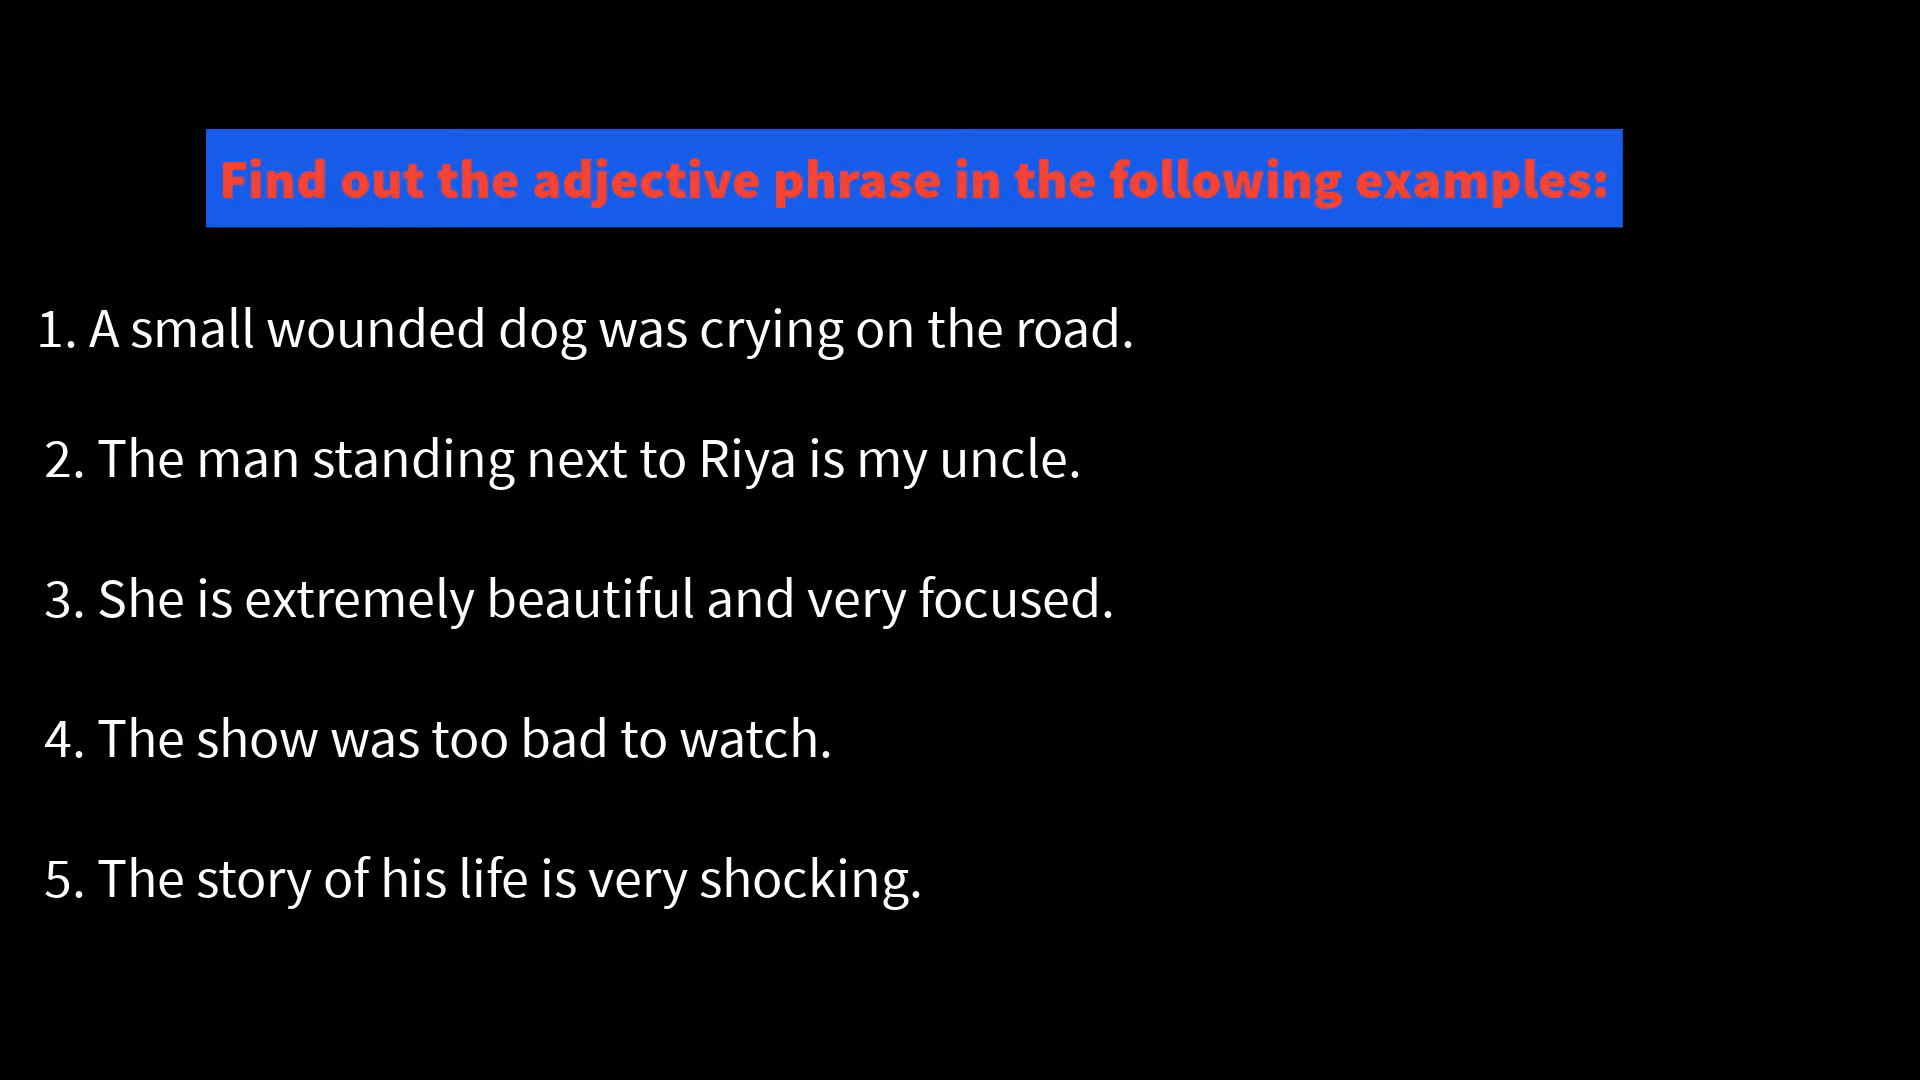 Find out the adjective phrase in the following examples:
1. A small wounded dog was crying on the road.
2. The man standing next to Riya is my uncle.
3. She is extremely beautiful and very focused.
4. The show was too bad to watch.
5. The story of his life is very shocking.